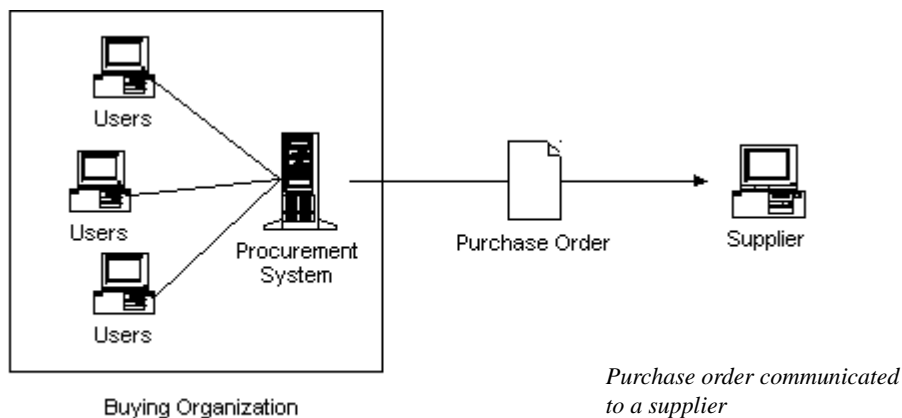 Users
Users
Procurement
System
Users
Purchase Order
Supplier
Buying Organization
Purchase order communicated
to a supplier